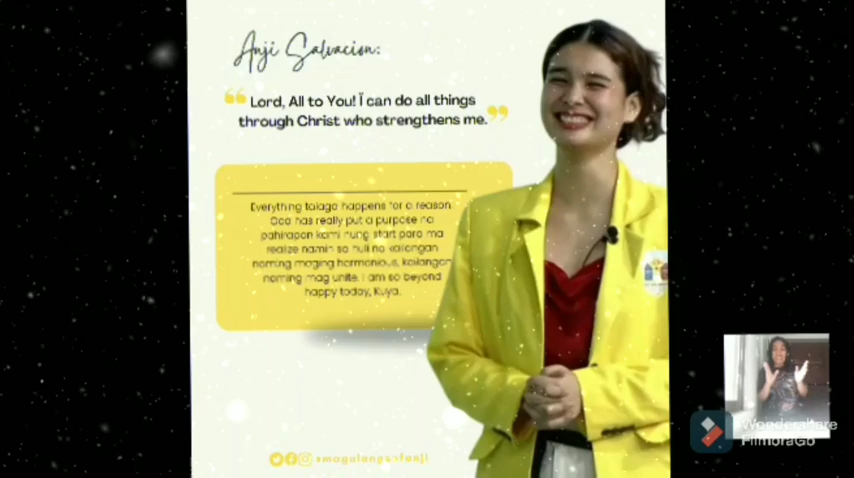 Anji Salvacion:
“ Lord, All to You! Ï can do all things
through Christ who strengthens me. ”
Everything talaga happens for a reason.
God has really put a purpose na
pahirapan kami nung start para ma
realize namin sa huli na kailangan
naming maging harmonious, kailangan
naming mag unite. I am so beyond
happy today, Kuya.
Wondershare
FilmoraGo